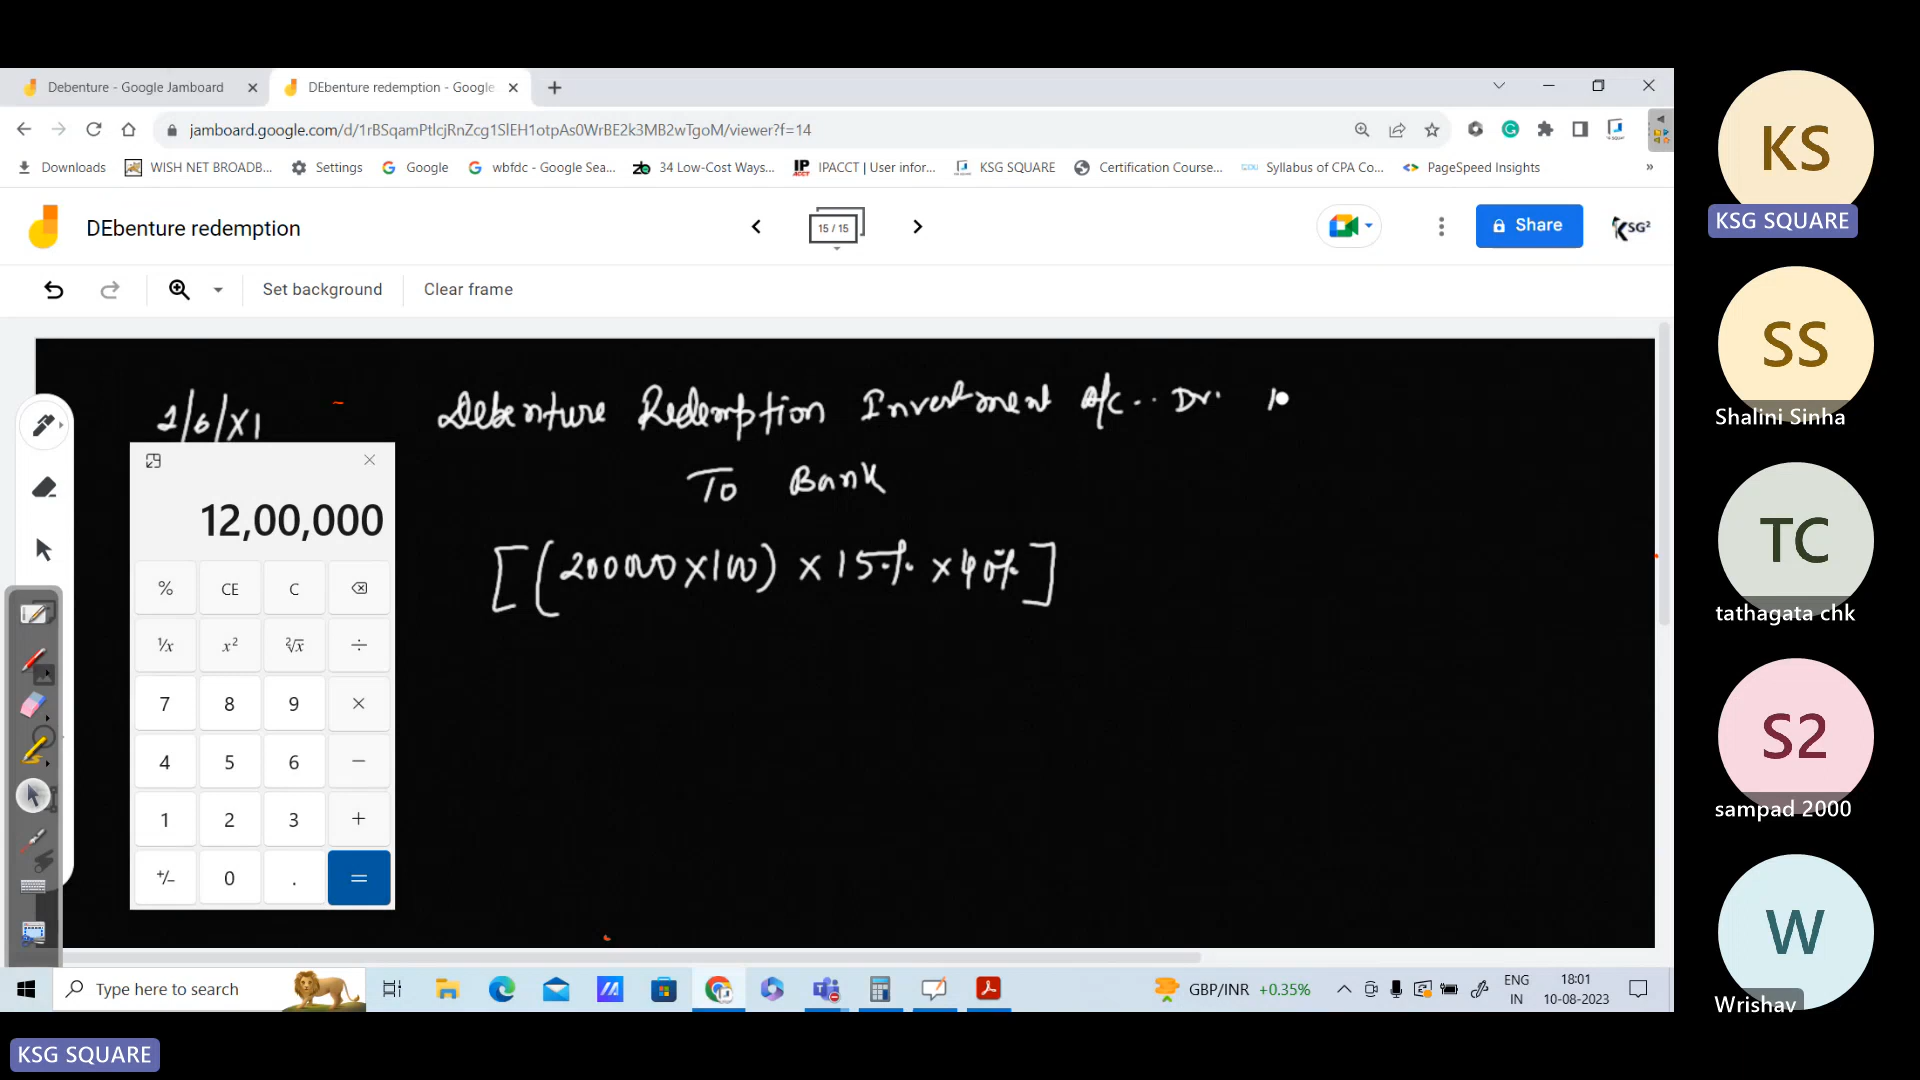 Debenture - Google Jamboard
DEbenture redemption - Google
jamboard.google.com/d/1rBSqamPtlcjRnZcg1SlEH1otpAs0WrBE2k3MB2wTgoM/viewer?f=14
Downloads WISH NET BROADB... Settings Google wbfdc - Google Sea... 34 Low-Cost Ways... IPACCT | User infor... KSG SQUARE Certification Course... Syllabus of CPA Co... PageSpeed Insights »
DEbenture redemption
15 / 15
Share
KSG²
Set background Clear frame
1/6/X1 - Debenture Redemption Investment A/c .. Dr. 1
To Bank
[(200000×100) × 15% × 40%]
12,00,000
% CE C
1/x x² ²√x ÷
7 8 9 ×
4 5 6 −
1 2 3 +
+/- 0 . =
Type here to search
GBP/INR +0.35%
ENG
IN
18:01
10-08-2023
KS
KSG SQUARE
SS
Shalini Sinha
TC
tathagata chk
S2
sampad 2000
W
Wrishav
KSG SQUARE